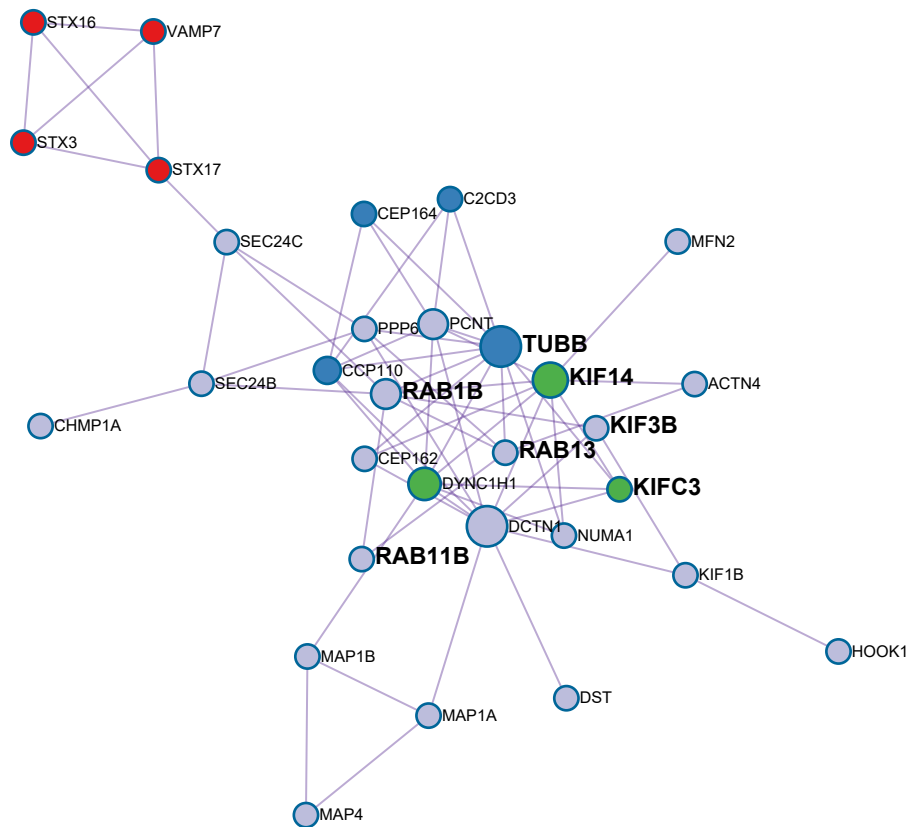 STX16
VAMP7
STX3
STX17
C2CD3
CEP164
SEC24C
MFN2
PCNT
PPP6
TUBB
CCP110
KIF14
SEC24B
RAB1B
ACTN4
CHMP1A
KIF3B
RAB13
CEP162
DYNC1H1
KIFC3
DCTN1
NUMA1
RAB11B
KIF1B
HOOK1
MAP1B
DST
MAP1A
MAP4